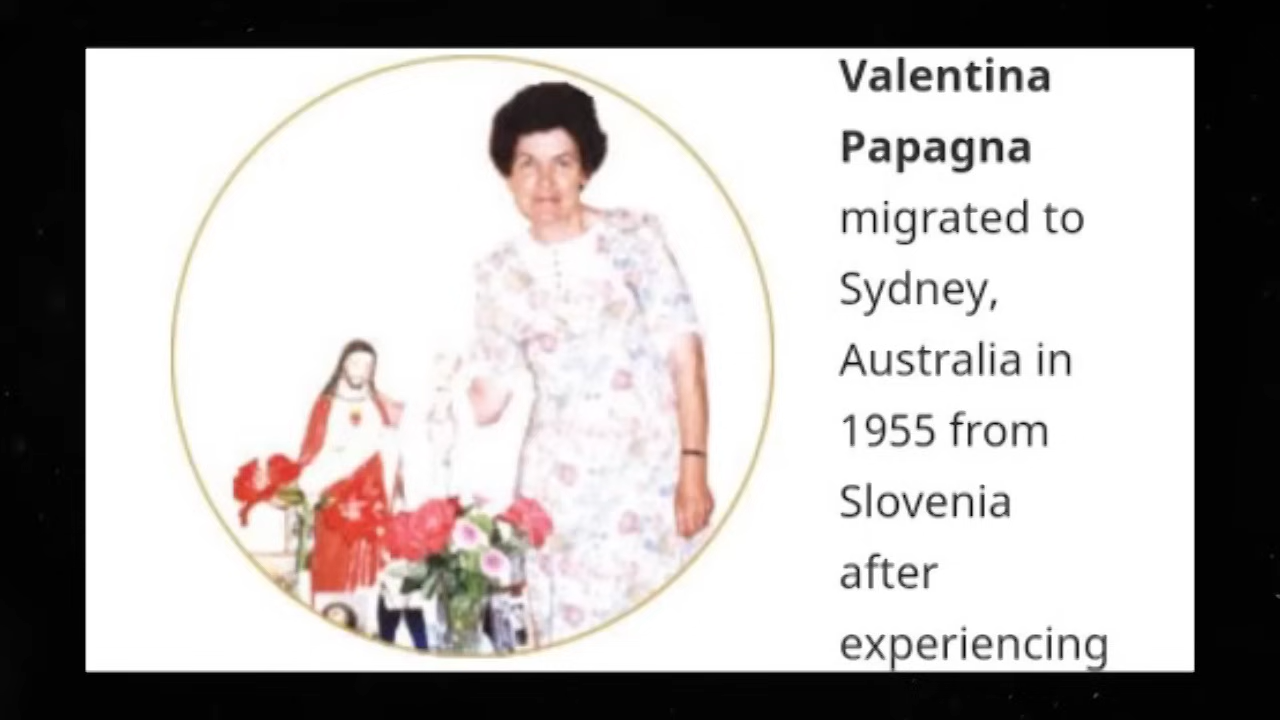 Valentina
Papagna
migrated to
Sydney,
Australia in
1955 from
Slovenia
after
experiencing